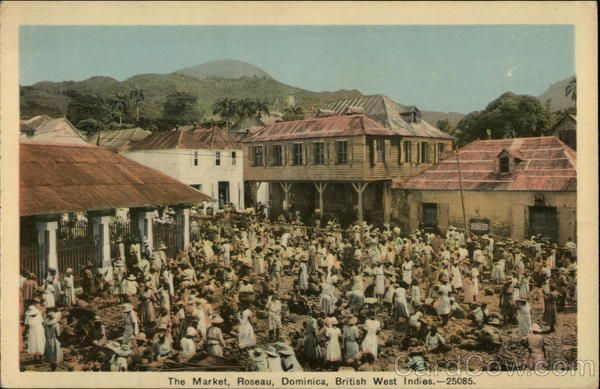 The Market, Roseau, Dominica, British West Indies.—25085.
CardCow.com